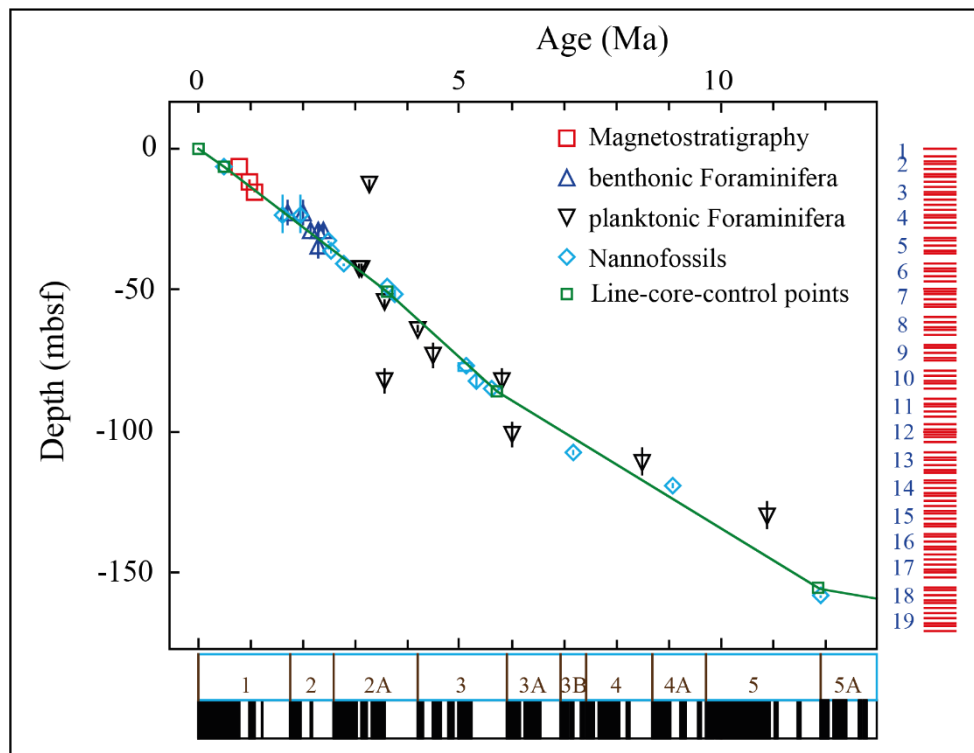 Age (Ma)
0 5 10
Depth (mbsf)
0
-50
-100
-150
Magnetostratigraphy
benthonic Foraminifera
planktonic Foraminifera
Nannofossils
Line-core-control points
1
2
3
4
5
6
7
8
9
10
11
12
13
14
15
16
17
18
19
1 2 2A 3 3A 3B 4 4A 5 5A